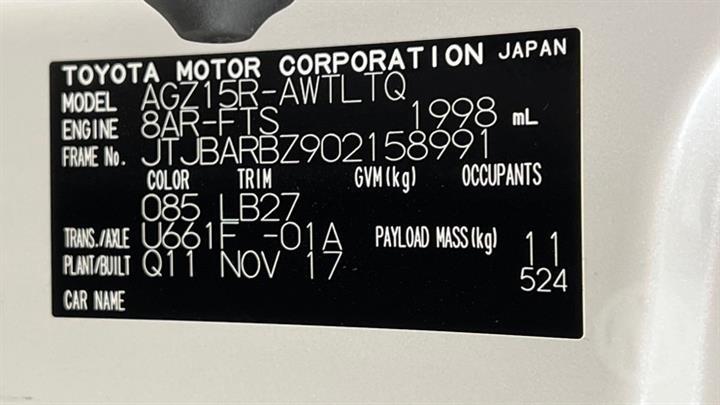 TOYOTA MOTOR CORPORATION JAPAN
MODEL AGZ15R-AWTLTQ
ENGINE 8AR-FTS 1998 mL
FRAME No. JTJBARBZ902158991
COLOR TRIM GVM(kg) OCCUPANTS
085 LB27
TRANS./AXLE U661F -01A PAYLOAD MASS(kg) 11
PLANT/BUILT Q11 NOV 17 524
CAR NAME